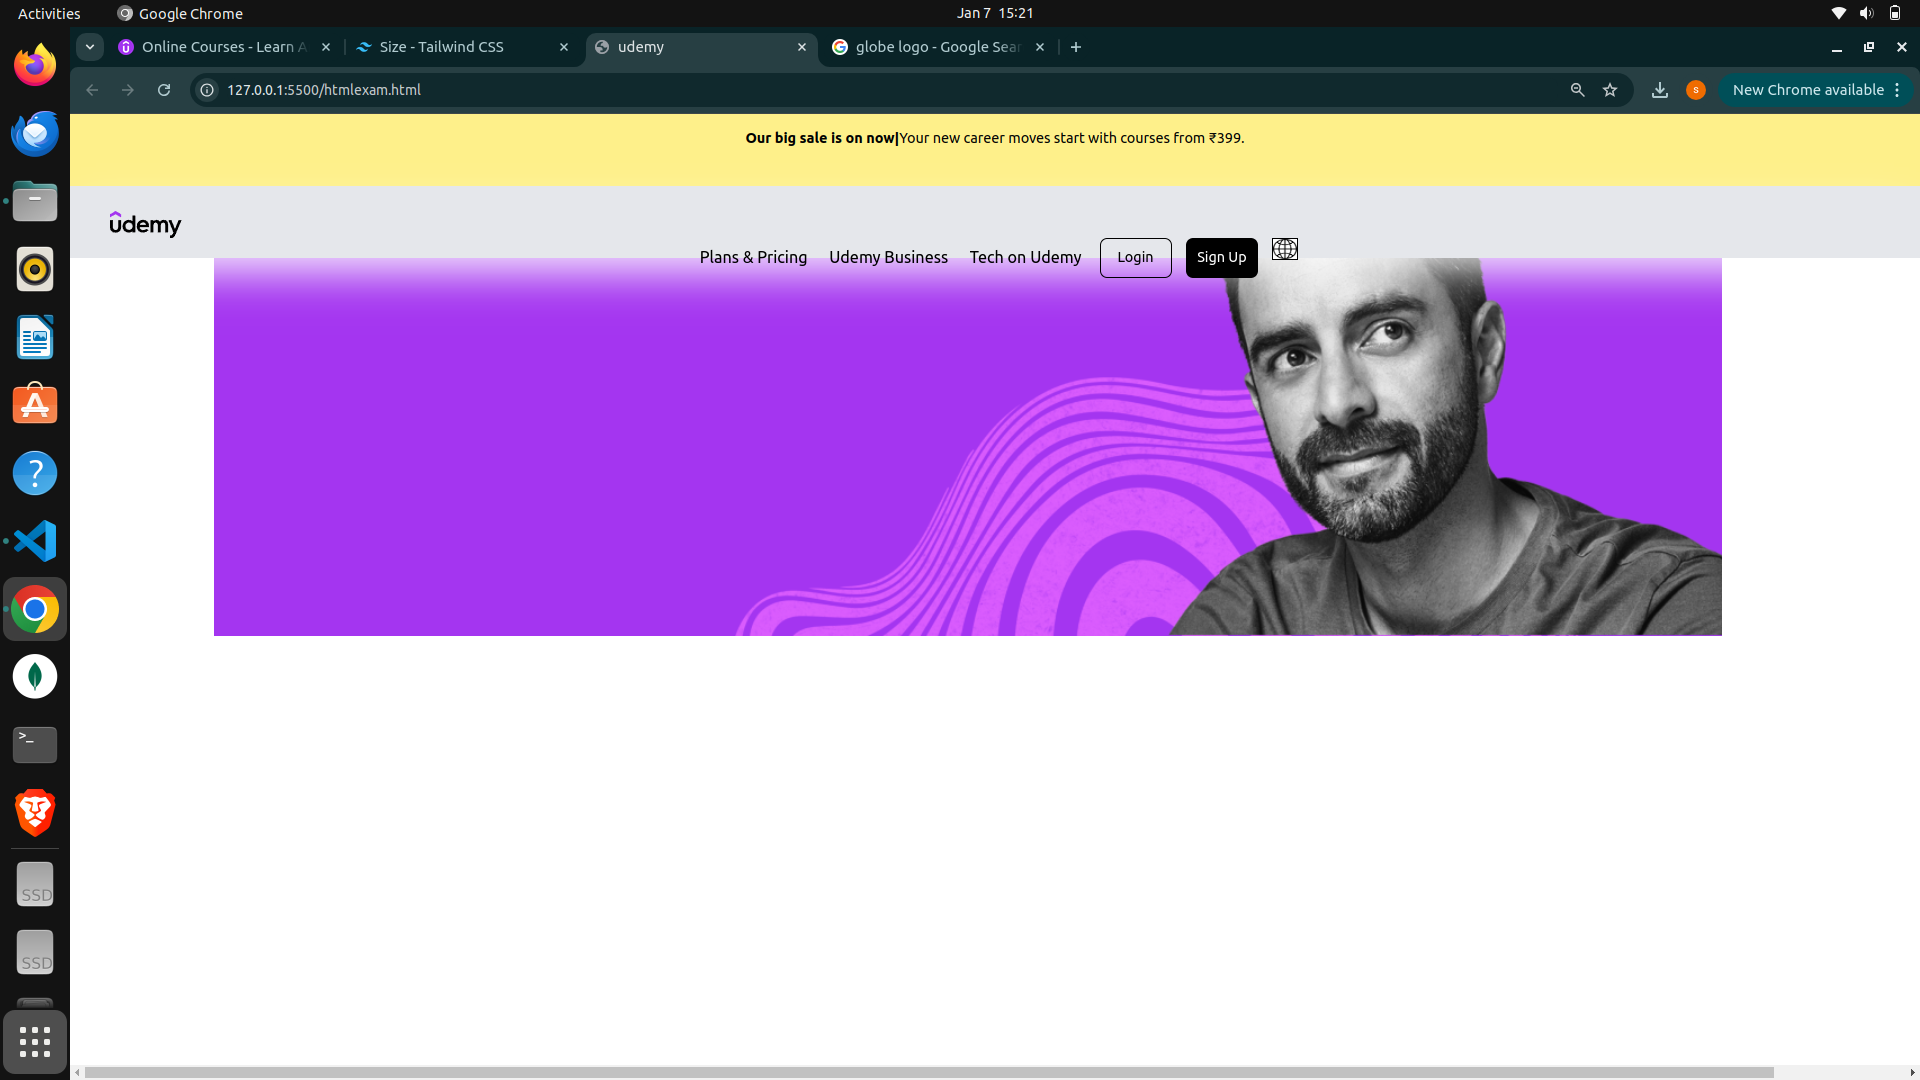 Activities Google Chrome Jan 7 15:21
Online Courses - Learn A Size - Tailwind CSS udemy globe logo - Google Sear
127.0.0.1:5500/htmlexam.html New Chrome available
s
Our big sale is on now|Your new career moves start with courses from ₹399.
udemy
Plans & Pricing Udemy Business Tech on Udemy Login Sign Up
>_
SSD
SSD